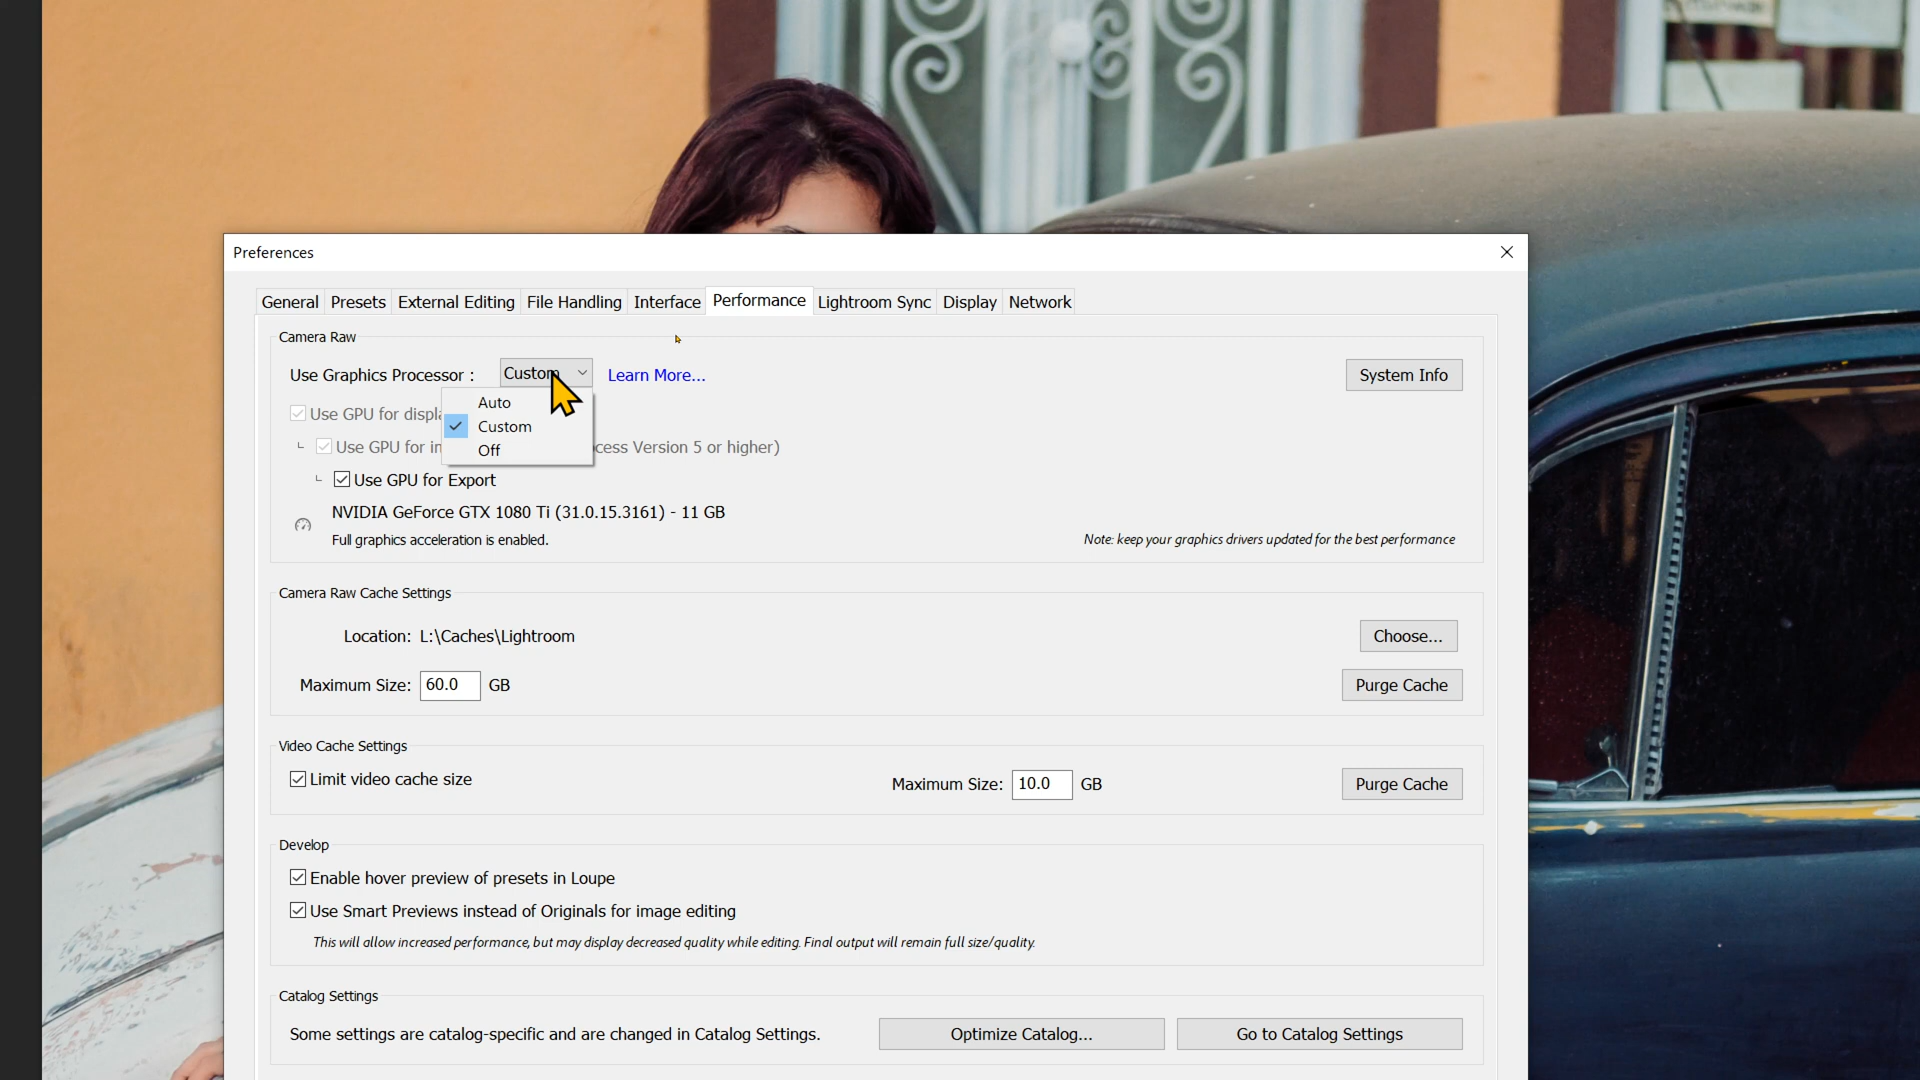 Preferences
General Presets External Editing File Handling Interface Performance Lightroom Sync Display Network
Camera Raw
Use Graphics Processor : Custom Learn More... System Info
Auto
Use GPU for displ
Custom
Use GPU for in cess Version 5 or higher)
Off
Use GPU for Export
NVIDIA GeForce GTX 1080 Ti (31.0.15.3161) - 11 GB
Full graphics acceleration is enabled. Note: keep your graphics drivers updated for the best performance
Camera Raw Cache Settings
Location: L:\Caches\Lightroom Choose...
Maximum Size: 60.0 GB Purge Cache
Video Cache Settings
Limit video cache size Maximum Size: 10.0 GB Purge Cache
Develop
Enable hover preview of presets in Loupe
Use Smart Previews instead of Originals for image editing
This will allow increased performance, but may display decreased quality while editing. Final output will remain full size/quality.
Catalog Settings
Some settings are catalog-specific and are changed in Catalog Settings. Optimize Catalog... Go to Catalog Settings